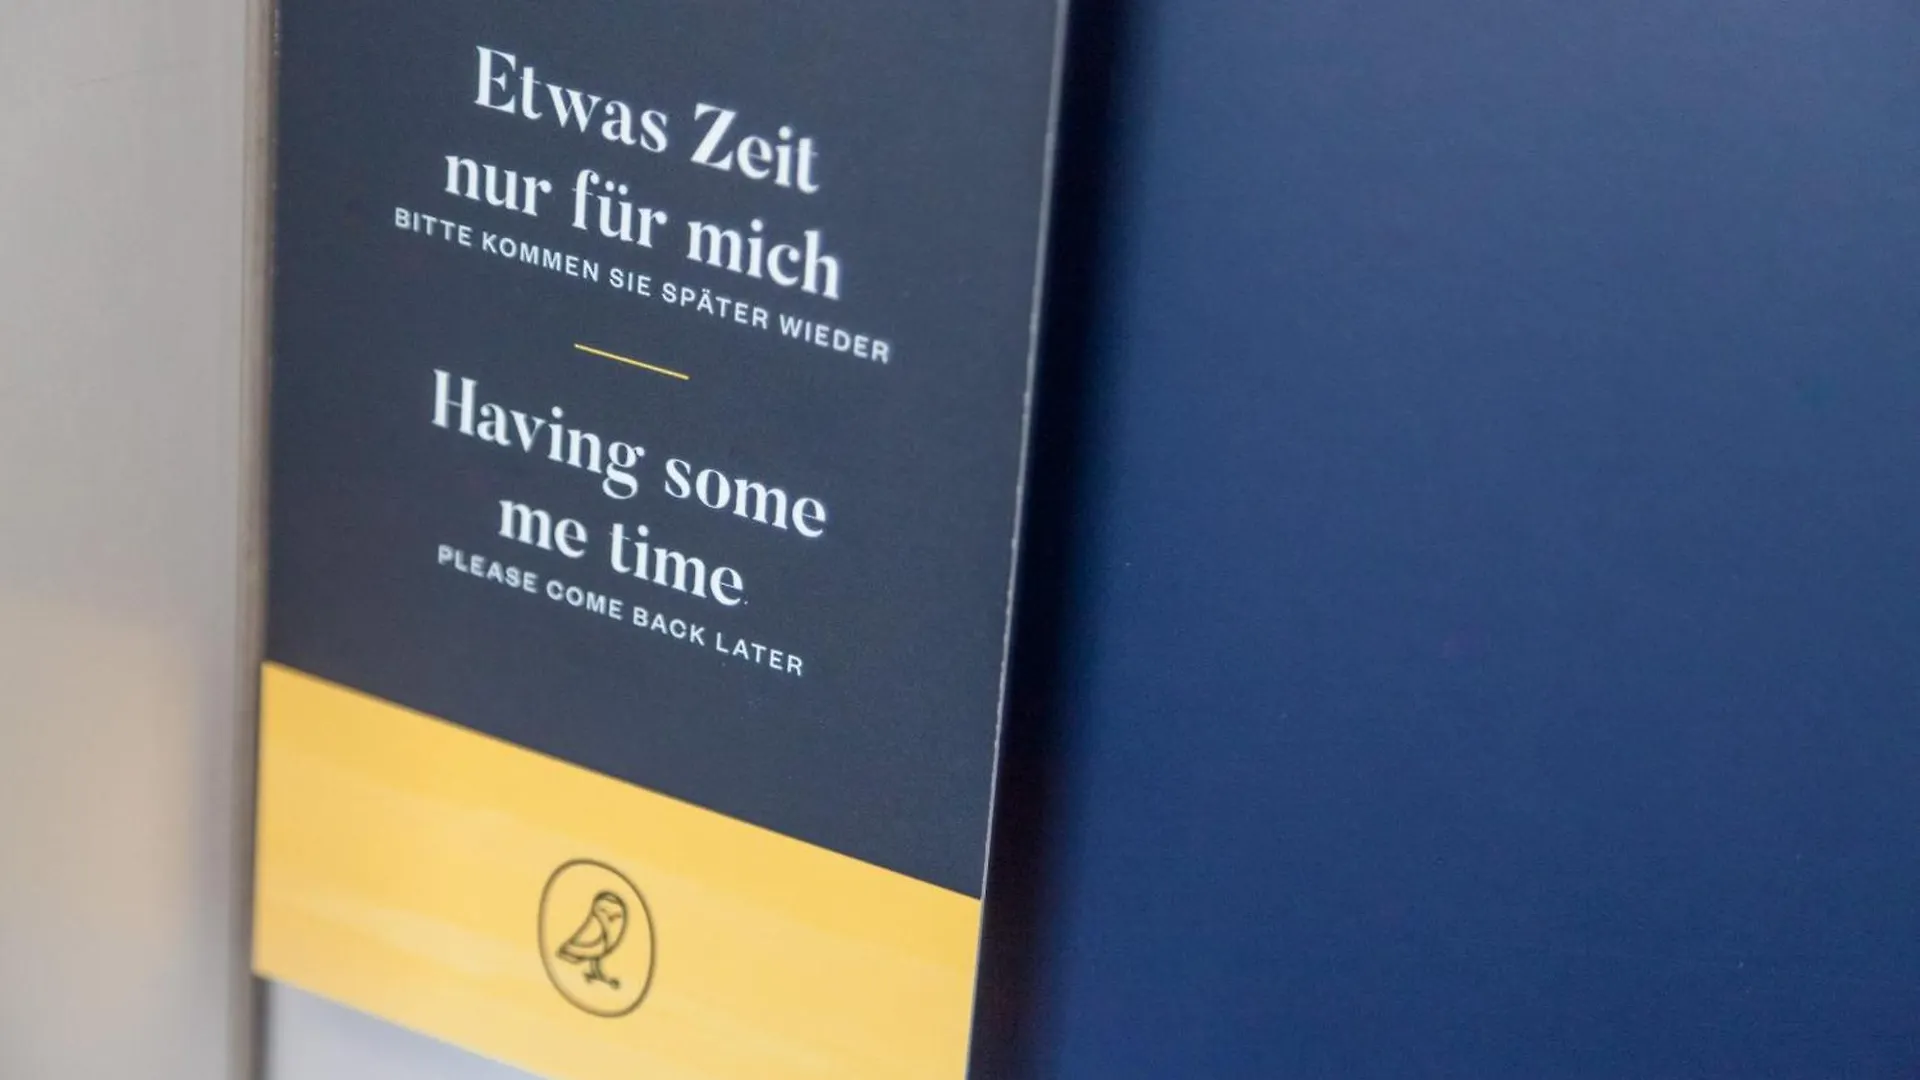 Etwas Zeit
nur für mich
BITTE KOMMEN SIE SPÄTER WIEDER
Having some
me time
PLEASE COME BACK LATER